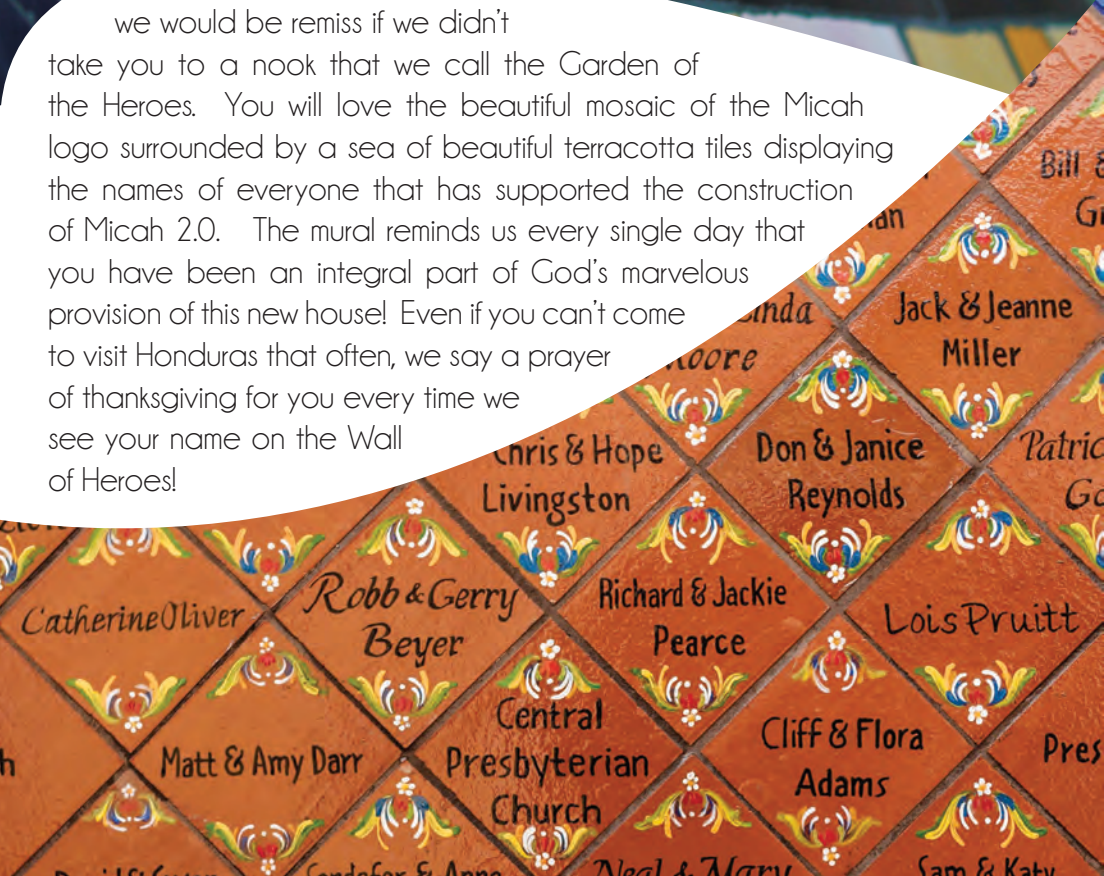 we would be remiss if we didn't
take you to a nook that we call the Garden of
the Heroes. You will love the beautiful mosaic of the Micah
logo surrounded by a sea of beautiful terracotta tiles displaying
the names of everyone that has supported the construction
of Micah 2.0. The mural reminds us every single day that
you have been an integral part of God's marvelous
provision of this new house! Even if you can't come
to visit Honduras that often, we say a prayer
of thanksgiving for you every time we
see your name on the Wall
of Heroes!
Bill &
Jack & Jeanne
Miller
Chris & Hope
Livingston
Don & Janice
Reynolds
Catherine Oliver
Robb & Gerry
Beyer
Richard & Jackie
Pearce
Lois Pruitt
Matt & Amy Darr
Central
Presbyterian
Church
Cliff & Flora
Adams
Neal & Mary
Sam & Katy